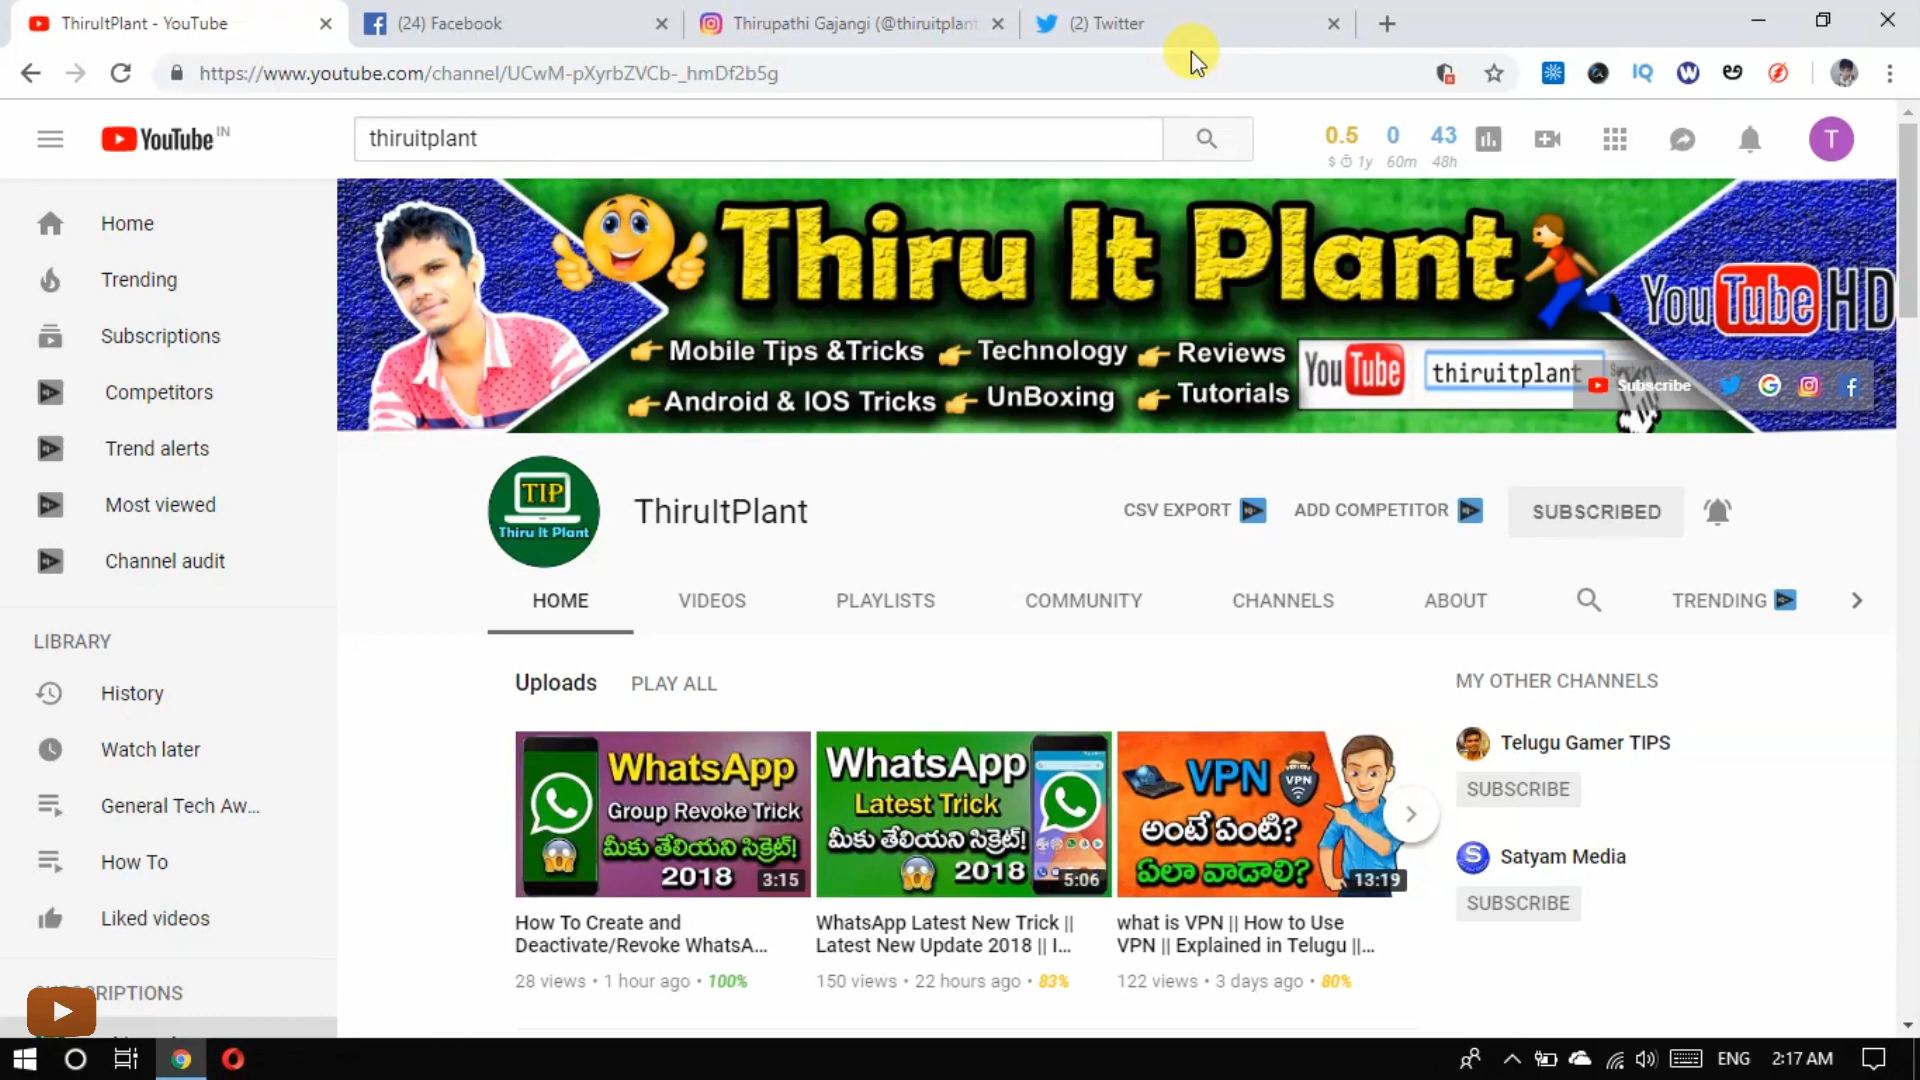 ThiruItPlant - YouTube
(24) Facebook
Thirupathi Gajangi (@thiruitplant
(2) Twitter
https://www.youtube.com/channel/UCwM-pXyrbZVCb-_hmDf2b5g
IQ
W
YouTube IN
thiruitplant
0.5 0 43
$ 1y 60m 48h
T
Home
Trending
Subscriptions
Competitors
Trend alerts
Most viewed
Channel audit
LIBRARY
History
Watch later
General Tech Aw...
How To
Liked videos
Thiru It Plant
YouTube HD
Mobile Tips &Tricks Technology Reviews
Android & IOS Tricks UnBoxing Tutorials
YouTube thiruitplant
Subscribe
TIP
Thiru It Plant
ThiruItPlant
CSV EXPORT
ADD COMPETITOR
SUBSCRIBED
HOME VIDEOS PLAYLISTS COMMUNITY CHANNELS ABOUT TRENDING
Uploads PLAY ALL
WhatsApp
Group Revoke Trick
మీకు తెలియని సిక్రెట్!
2018
3:15
How To Create and
Deactivate/Revoke WhatsA...
28 views • 1 hour ago • 100%
WhatsApp
Latest Trick
మీకు తెలియని సిక్రెట్!
2018
5:06
WhatsApp Latest New Trick ||
Latest New Update 2018 || I...
150 views • 22 hours ago • 83%
VPN
VPN
అంటే ఏంటి?
ఏలా వాడాలి?
13:19
what is VPN || How to Use
VPN || Explained in Telugu ||...
122 views • 3 days ago • 80%
MY OTHER CHANNELS
Telugu Gamer TIPS
SUBSCRIBE
S
Satyam Media
SUBSCRIBE
ENG
2:17 AM